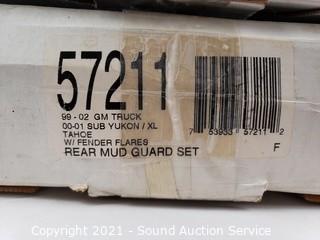 57211
99 - 02 GM TRUCK
00-01 SUB YUKON / XL
TAHOE
W/ FENDER FLARES
REAR MUD GUARD SET
7 53933 57211 2
F
Copyright © 2021 - Sound Auction Service